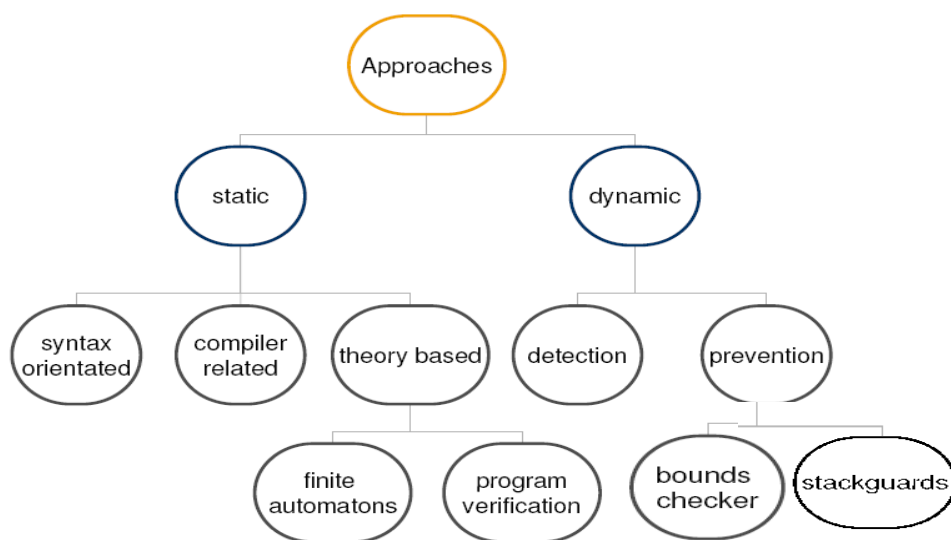 Approaches
static
dynamic
syntax
orientated
compiler
related
theory based
detection
prevention
finite
automatons
program
verification
bounds
checker
stackguards